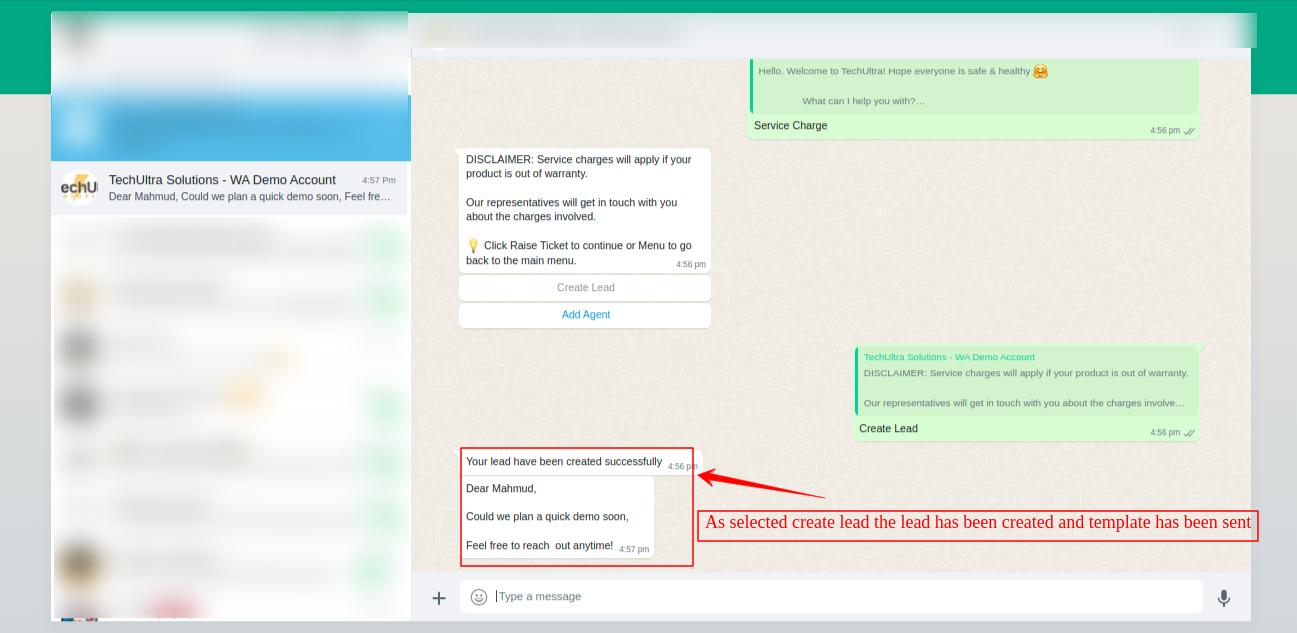 echU
TechUltra Solutions - WA Demo Account
4:57 Pm
Dear Mahmud, Could we plan a quick demo soon, Feel fre…
Hello. Welcome to TechUltra! Hope everyone is safe & healthy 🤗
What can I help you with?…
Service Charge
4:56 pm
DISCLAIMER: Service charges will apply if your
product is out of warranty.
Our representatives will get in touch with you
about the charges involved.
💡 Click Raise Ticket to continue or Menu to go
back to the main menu.
4:56 pm
Create Lead
Add Agent
TechUltra Solutions - WA Demo Account
DISCLAIMER: Service charges will apply if your product is out of warranty.
Our representatives will get in touch with you about the charges involve…
Create Lead
4:56 pm
Your lead have been created successfully
4:56 pm
Dear Mahmud,
Could we plan a quick demo soon,
Feel free to reach  out anytime!
4:57 pm
As selected create lead the lead has been created and template has been sent
Type a message